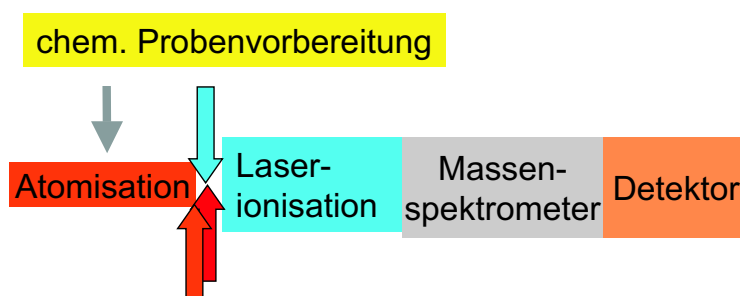 chem. Probenvorbereitung
Atomisation
Laser-
ionisation
Massen-
spektrometer
Detektor